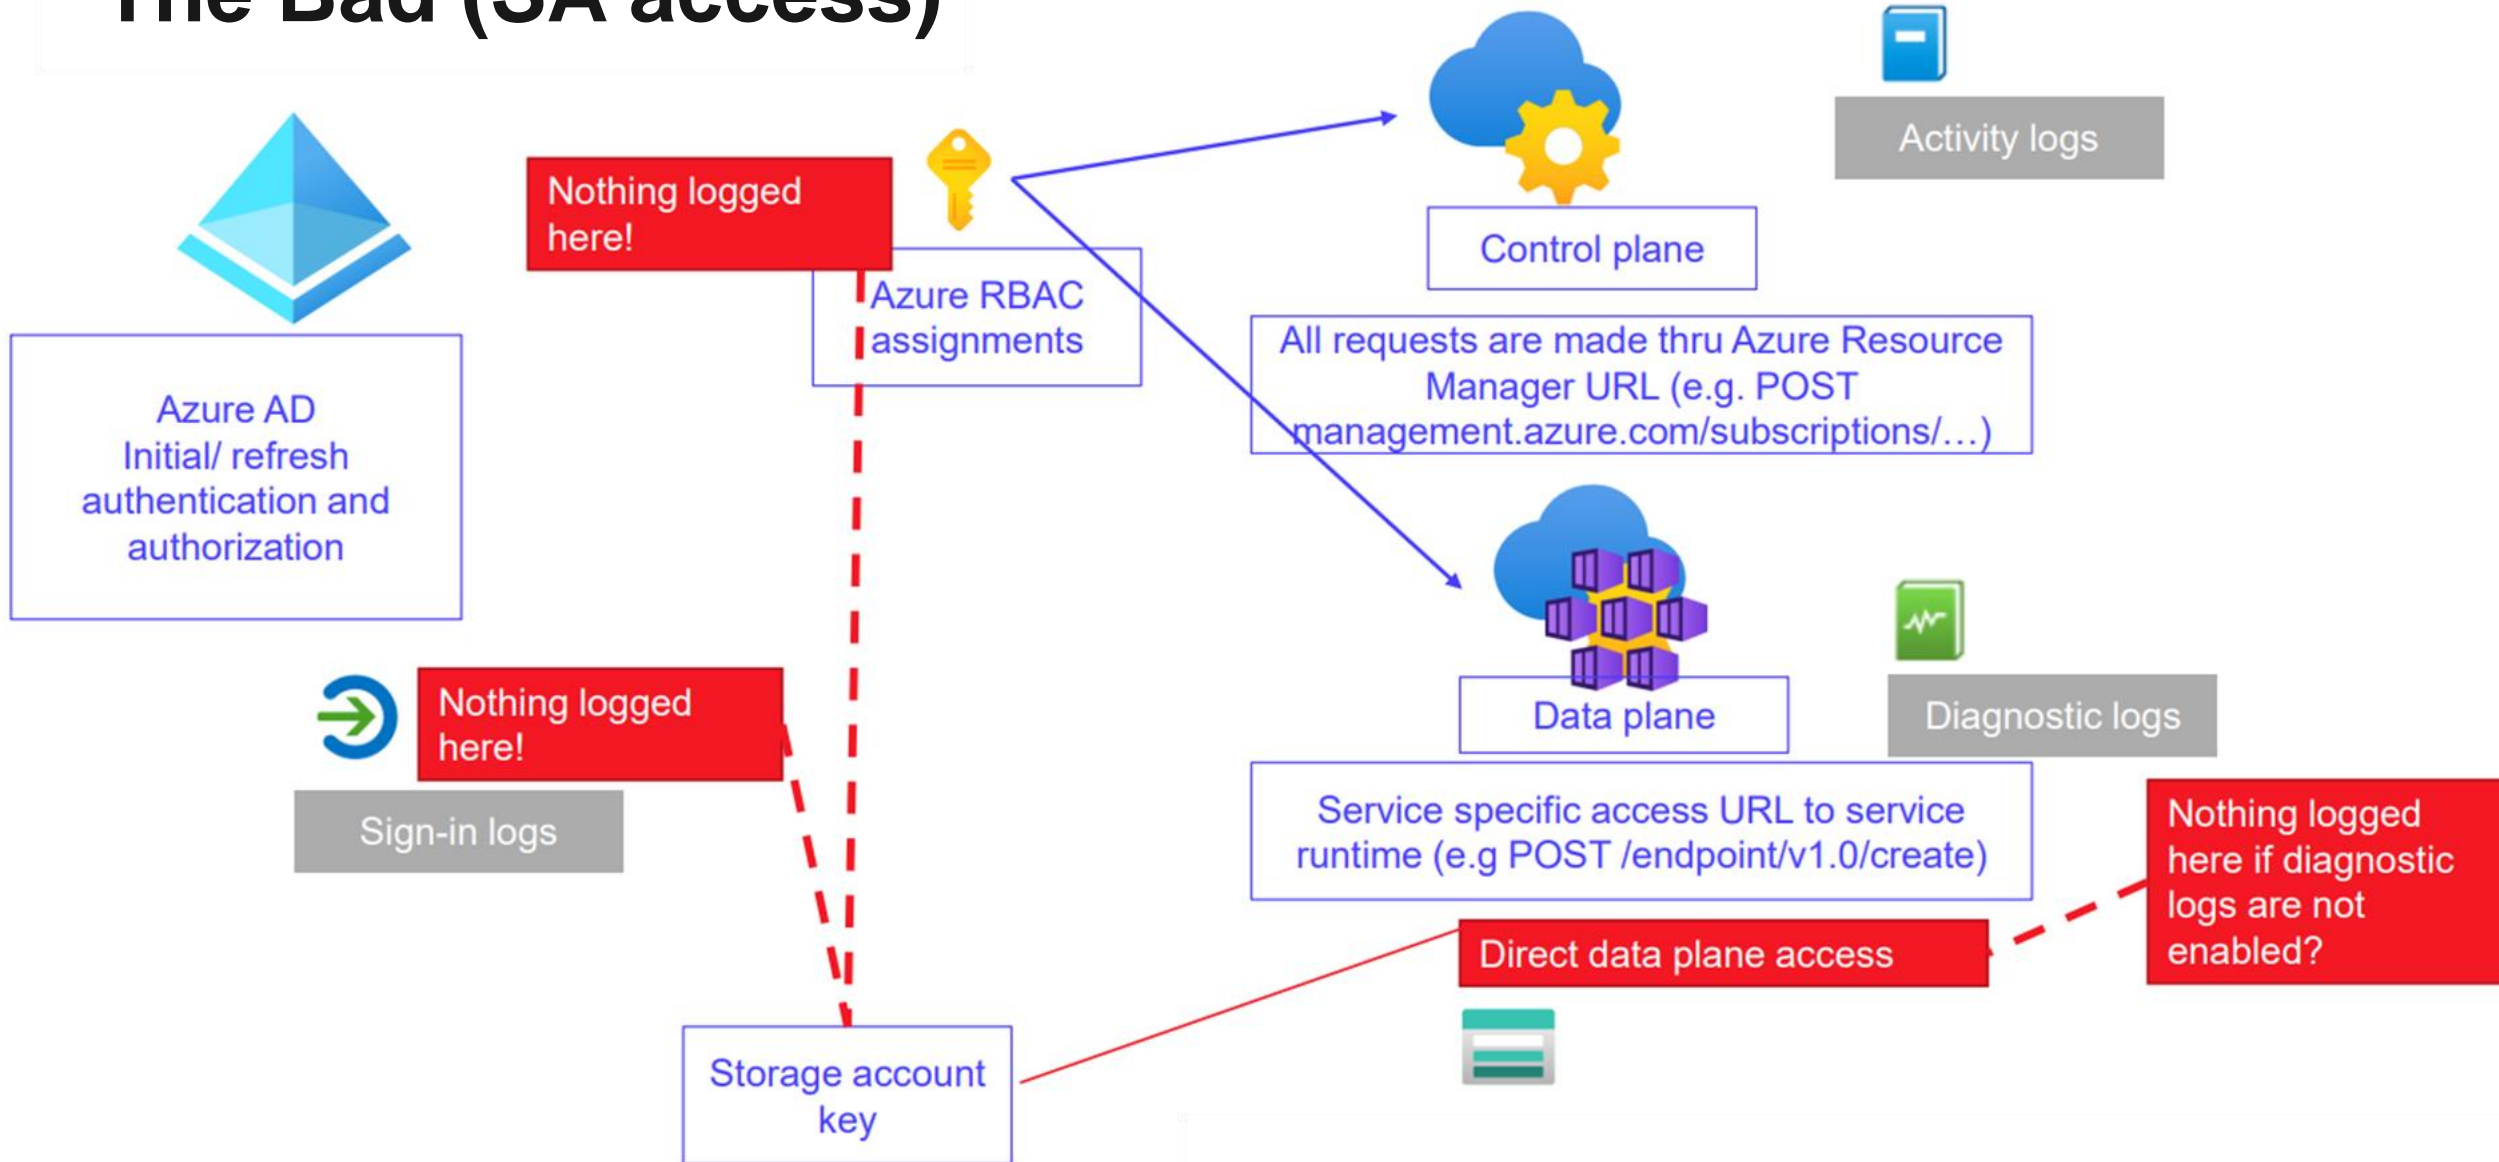 The Bad (SA access)
Activity logs
Nothing logged
here!
Control plane
Azure RBAC
assignments
All requests are made thru Azure Resource
Manager URL (e.g. POST
management.azure.com/subscriptions/…)
Azure AD
Initial/ refresh
authentication and
authorization
Nothing logged
here!
Sign-in logs
Data plane
Diagnostic logs
Service specific access URL to service
runtime (e.g POST /endpoint/v1.0/create)
Nothing logged
here if diagnostic
logs are not
enabled?
Direct data plane access
Storage account
key